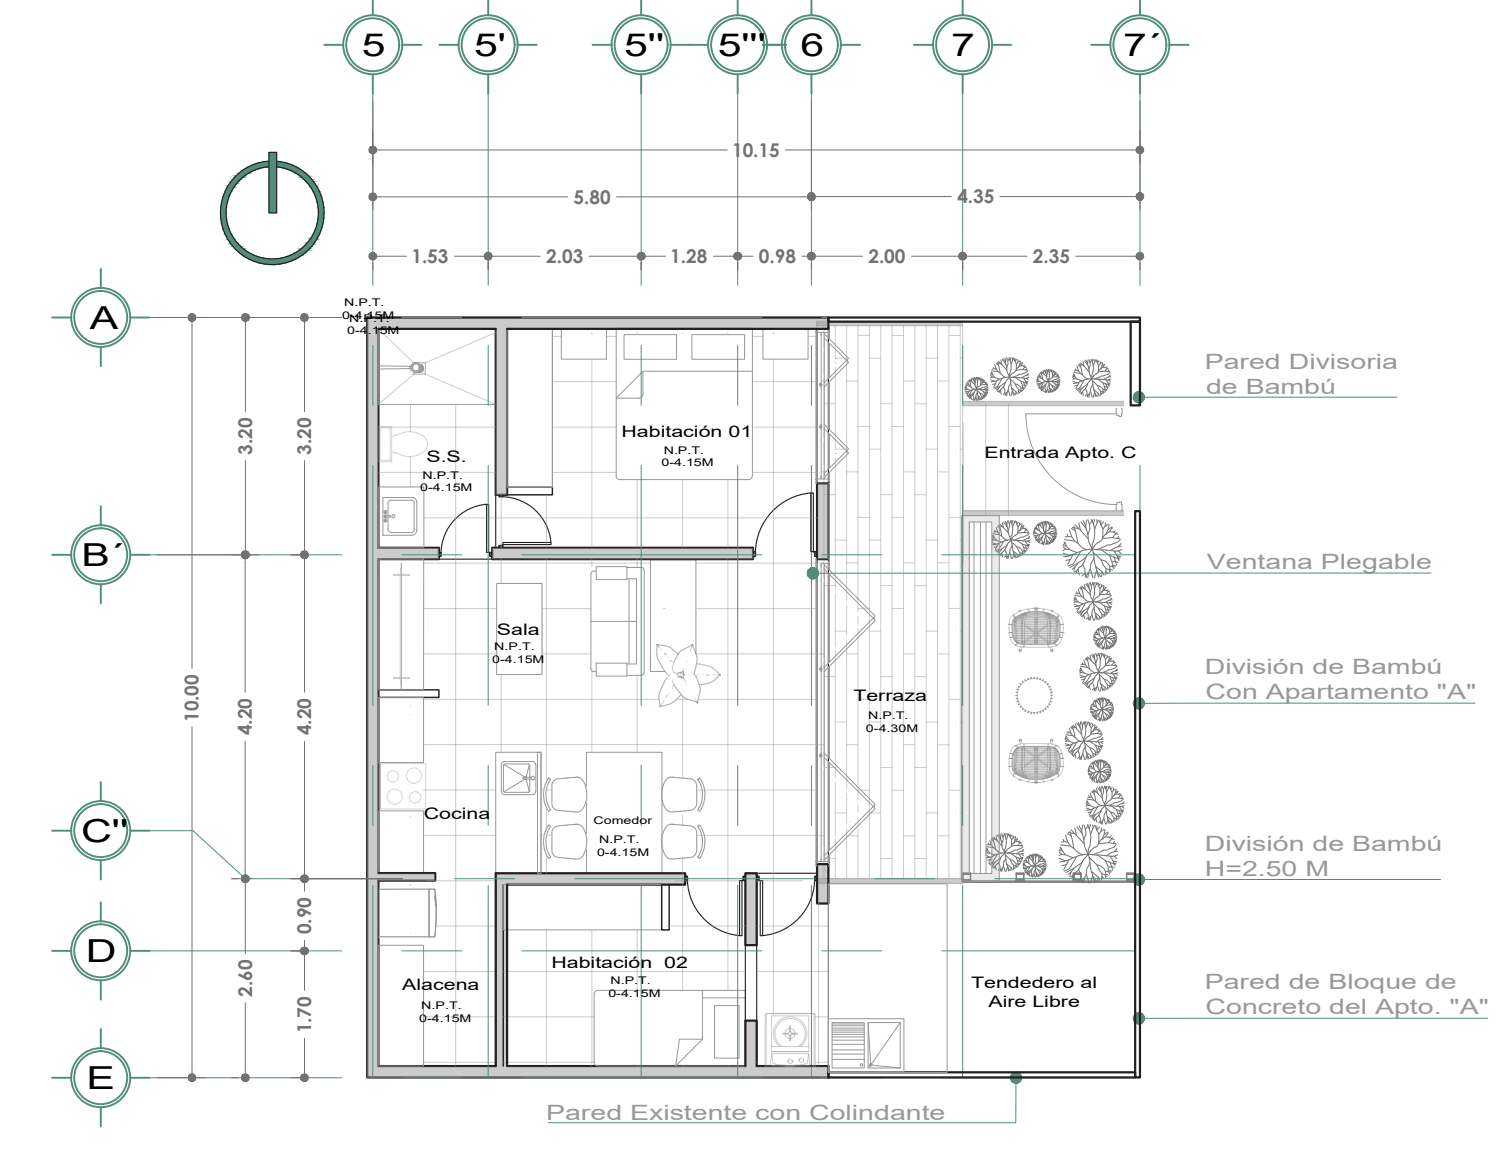 5 5' 5'' 5''' 6 7 7´
10.15
5.80 4.35
1.53 2.03 1.28 0.98 2.00 2.35
A
N.P.T.
0-4.15M
N.P.T.
0-4.15M
Pared Divisoria
de Bambú
3.20 3.20
Habitación 01
N.P.T.
0-4.15M
S.S.
N.P.T.
0-4.15M
Entrada Apto. C
B´
Ventana Plegable
Sala
N.P.T.
0-4.15M
10.00 4.20 4.20
Terraza
N.P.T.
0-4.30M
División de Bambú
Con Apartamento "A"
C''
Cocina
Comedor
N.P.T.
0-4.15M
División de Bambú
H=2.50 M
0.90
D
2.60
1.70
Alacena
N.P.T.
0-4.15M
Habitación 02
N.P.T.
0-4.15M
Tendedero al
Aire Libre
Pared de Bloque de
Concreto del Apto. "A"
E
Pared Existente con Colindante